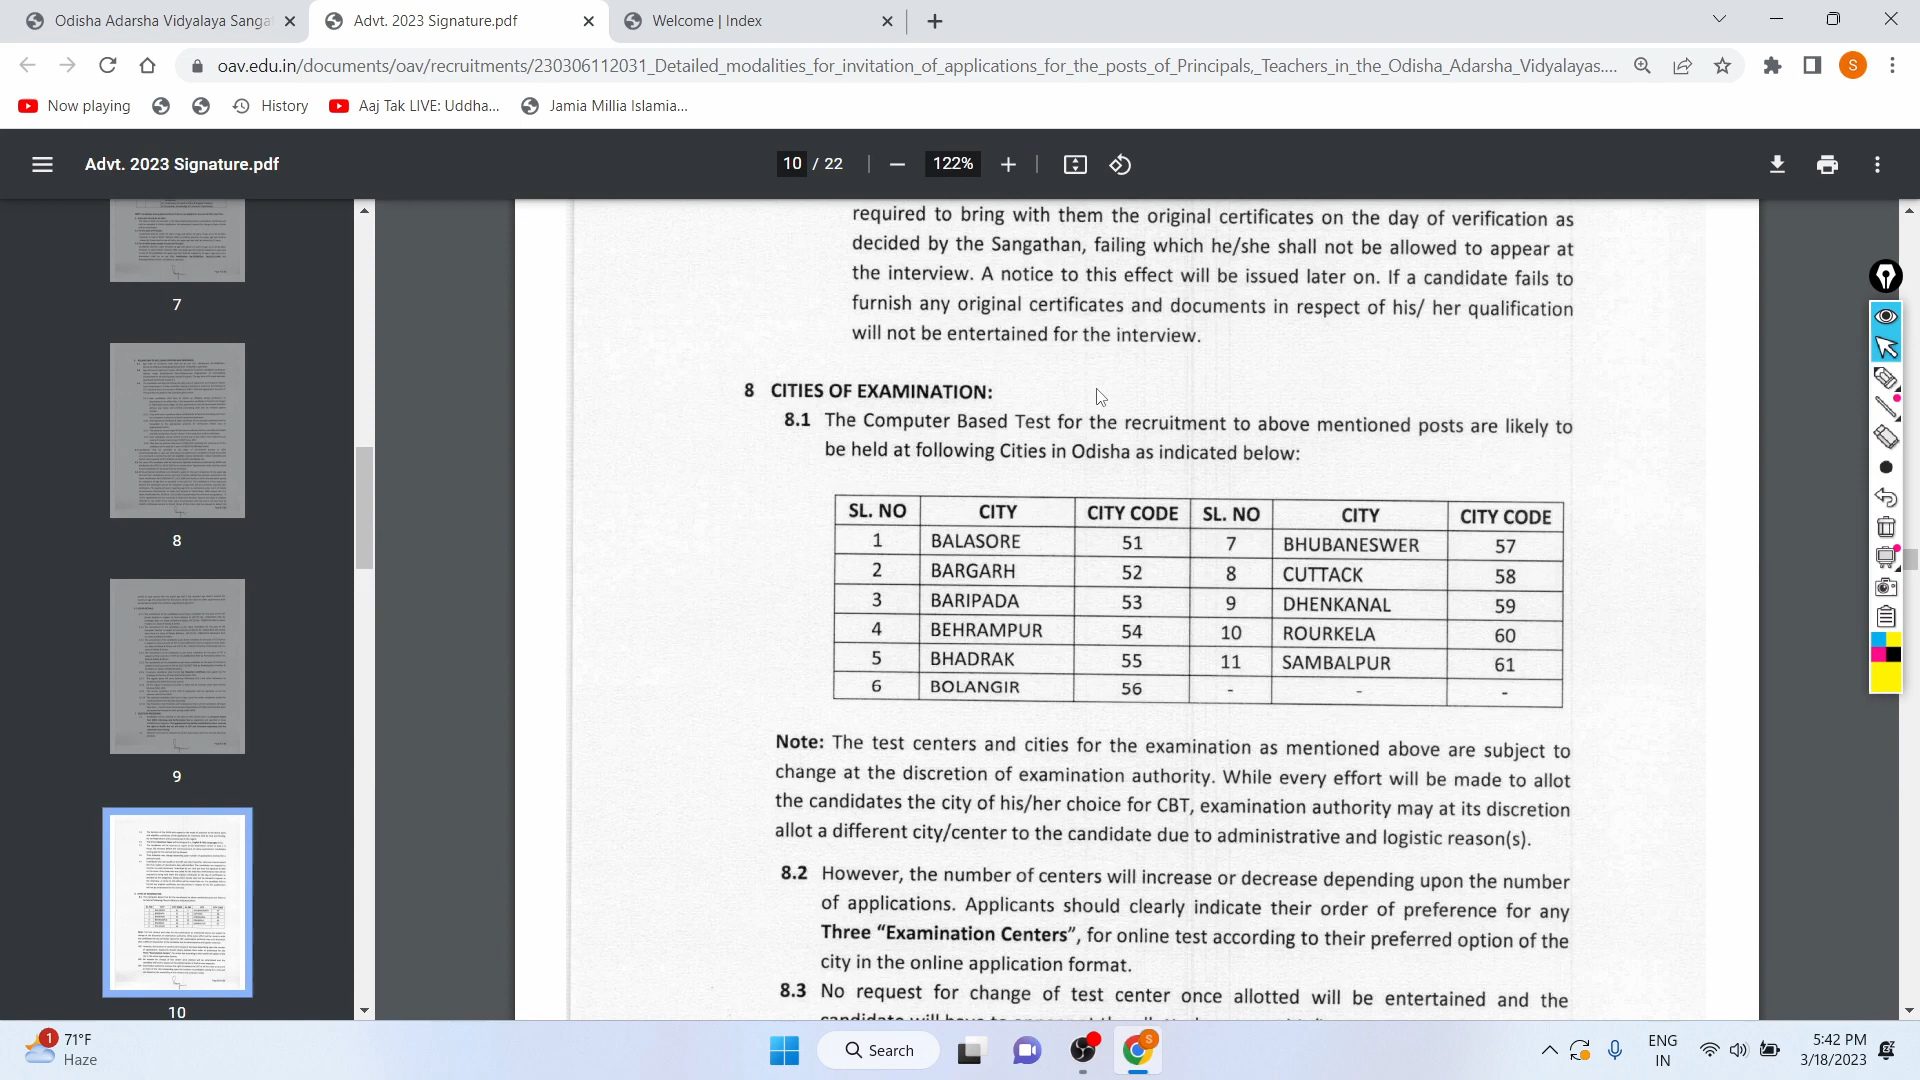 Odisha Adarsha Vidyalaya Sanga
Advt. 2023 Signature.pdf
Welcome | Index
oav.edu.in/documents/oav/recruitments/230306112031_Detailed_modalities_for_invitation_of_applications_for_the_posts_of_Principals,_Teachers_in_the_Odisha_Adarsha_Vidyalayas....
S
Now playing
History
Aaj Tak LIVE: Uddha...
Jamia Millia Islamia...
Advt. 2023 Signature.pdf
10 / 22
122%
7
8
9
10
required to bring with them the original certificates on the day of verification as
decided by the Sangathan, failing which he/she shall not be allowed to appear at
the interview. A notice to this effect will be issued later on. If a candidate fails to
furnish any original certificates and documents in respect of his/ her qualification
will not be entertained for the interview.
8 CITIES OF EXAMINATION:
8.1 The Computer Based Test for the recruitment to above mentioned posts are likely to
be held at following Cities in Odisha as indicated below:
SL. NO CITY CITY CODE SL. NO CITY CITY CODE
1 BALASORE 51 7 BHUBANESWER 57
2 BARGARH 52 8 CUTTACK 58
3 BARIPADA 53 9 DHENKANAL 59
4 BEHRAMPUR 54 10 ROURKELA 60
5 BHADRAK 55 11 SAMBALPUR 61
6 BOLANGIR 56 - - -
Note: The test centers and cities for the examination as mentioned above are subject to
change at the discretion of examination authority. While every effort will be made to allot
the candidates the city of his/her choice for CBT, examination authority may at its discretion
allot a different city/center to the candidate due to administrative and logistic reason(s).
8.2 However, the number of centers will increase or decrease depending upon the number
of applications. Applicants should clearly indicate their order of preference for any
Three “Examination Centers”, for online test according to their preferred option of the
city in the online application format.
8.3 No request for change of test center once allotted will be entertained and the
1
71°F
Haze
Search
S
ENG
IN
5:42 PM
3/18/2023